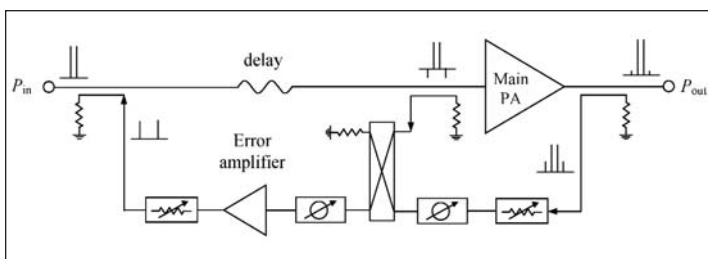 delay
P_in
Main
PA
P_out
Error
amplifier